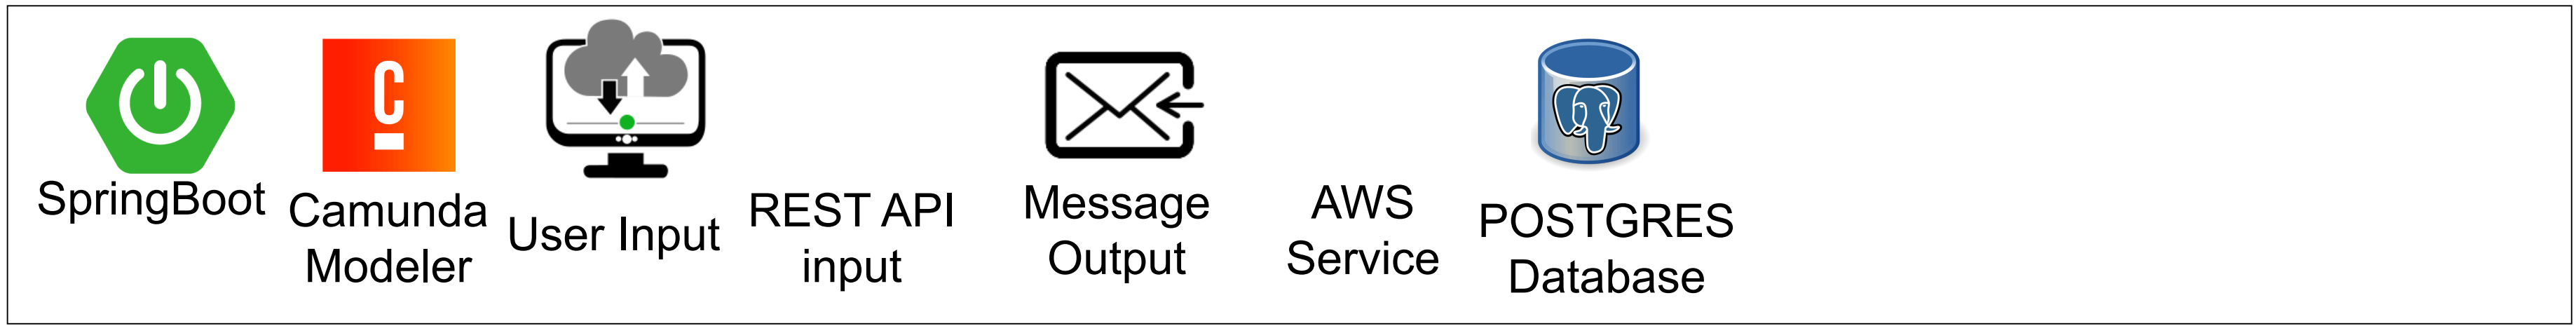 SpringBoot
Camunda
Modeler
User Input
REST API
input
Message
Output
AWS
Service
POSTGRES
Database